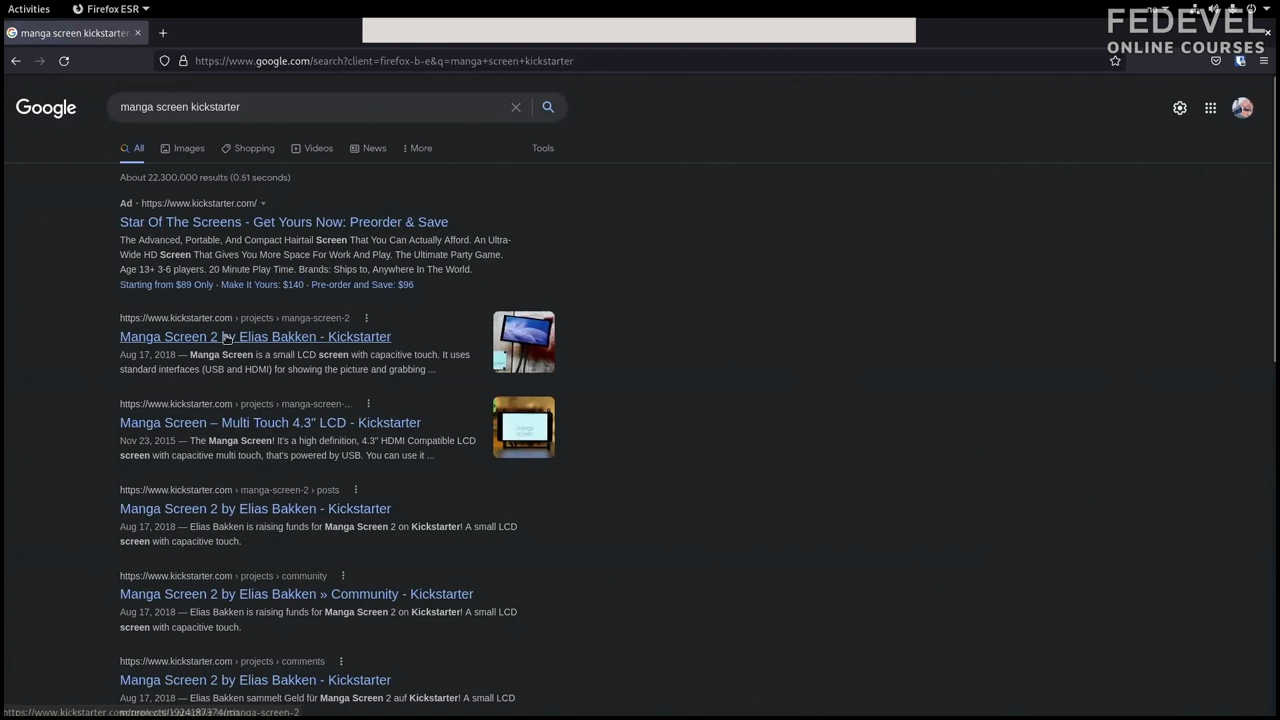 Activities Firefox ESR
FEDEVEL
ONLINE COURSES
manga screen kickstarter
https://www.google.com/search?client=firefox-b-e&q=manga+screen+kickstarter
Google manga screen kickstarter
All Images Shopping Videos News More Tools
About 22,300,000 results (0.51 seconds)
Ad · https://www.kickstarter.com/
Star Of The Screens - Get Yours Now: Preorder & Save
The Advanced, Portable, And Compact Hairtail Screen That You Can Actually Afford. An Ultra-
Wide HD Screen That Gives You More Space For Work And Play. The Ultimate Party Game.
Age 13+ 3-6 players. 20 Minute Play Time. Brands: Ships to, Anywhere In The World.
Starting from $89 Only · Make It Yours: $140 · Pre-order and Save: $96
https://www.kickstarter.com › projects › manga-screen-2
Manga Screen 2 by Elias Bakken - Kickstarter
Aug 17, 2018 — Manga Screen is a small LCD screen with capacitive touch. It uses
standard interfaces (USB and HDMI) for showing the picture and grabbing ...
https://www.kickstarter.com › projects › manga-screen-...
Manga Screen – Multi Touch 4.3" LCD - Kickstarter
Nov 23, 2015 — The Manga Screen! It's a high definition, 4.3" HDMI Compatible LCD
screen with capacitive multi touch, that's powered by USB. You can use it ...
https://www.kickstarter.com › manga-screen-2 › posts
Manga Screen 2 by Elias Bakken - Kickstarter
Aug 17, 2018 — Elias Bakken is raising funds for Manga Screen 2 on Kickstarter! A small LCD
screen with capacitive touch.
https://www.kickstarter.com › projects › community
Manga Screen 2 by Elias Bakken » Community - Kickstarter
Aug 17, 2018 — Elias Bakken is raising funds for Manga Screen 2 on Kickstarter! A small LCD
screen with capacitive touch.
https://www.kickstarter.com › projects › comments
Manga Screen 2 by Elias Bakken - Kickstarter
Aug 17, 2018 — Elias Bakken sammelt Geld für Manga Screen 2 auf Kickstarter! A small LCD